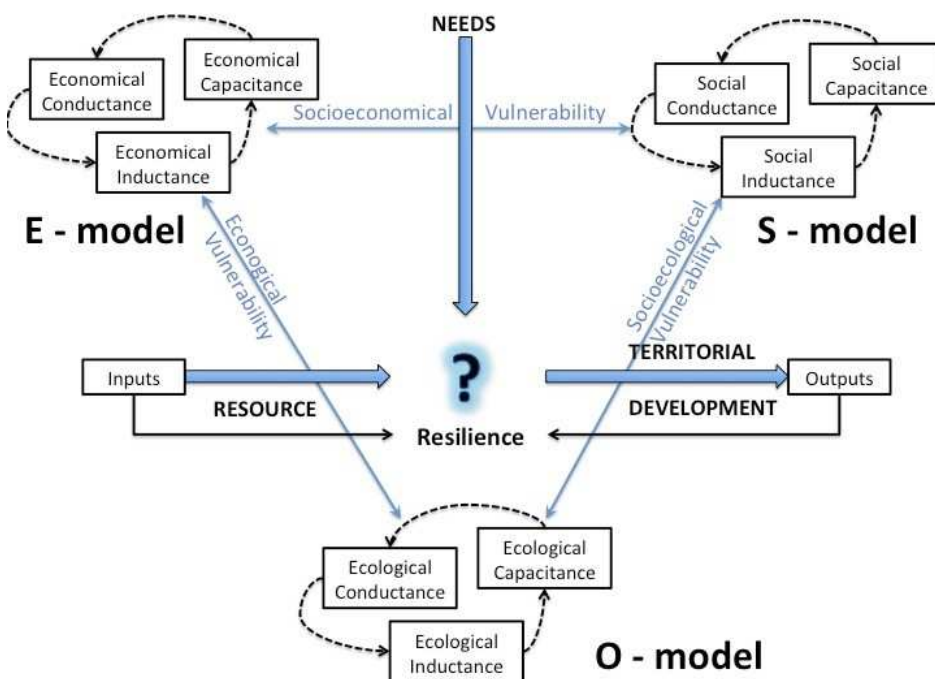 NEEDS
Economical
Conductance
Economical
Capacitance
Economical
Inductance
E - model
Socioeconomical Vulnerability
Social
Conductance
Social
Capacitance
Social
Inductance
S - model
Econogical
Vulnerability
Socioecological
Vulnerability
Inputs
RESOURCE
?
Resilience
TERRITORIAL
DEVELOPMENT
Outputs
Ecological
Conductance
Ecological
Capacitance
Ecological
Inductance
O - model